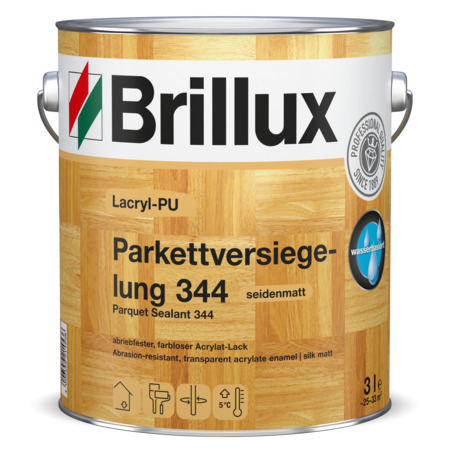 Brillux
PROFESSIONAL QUALITY
SINCE 1889
Lacryl-PU
wasserbasiert
Parkettversiege-
lung 344 seidenmatt
Parquet Sealant 344
abriebfester, farbloser Acrylat-Lack
Abrasion-resistant, transparent acrylate enamel | silk matt
5°C
3 l
~25–33 m²